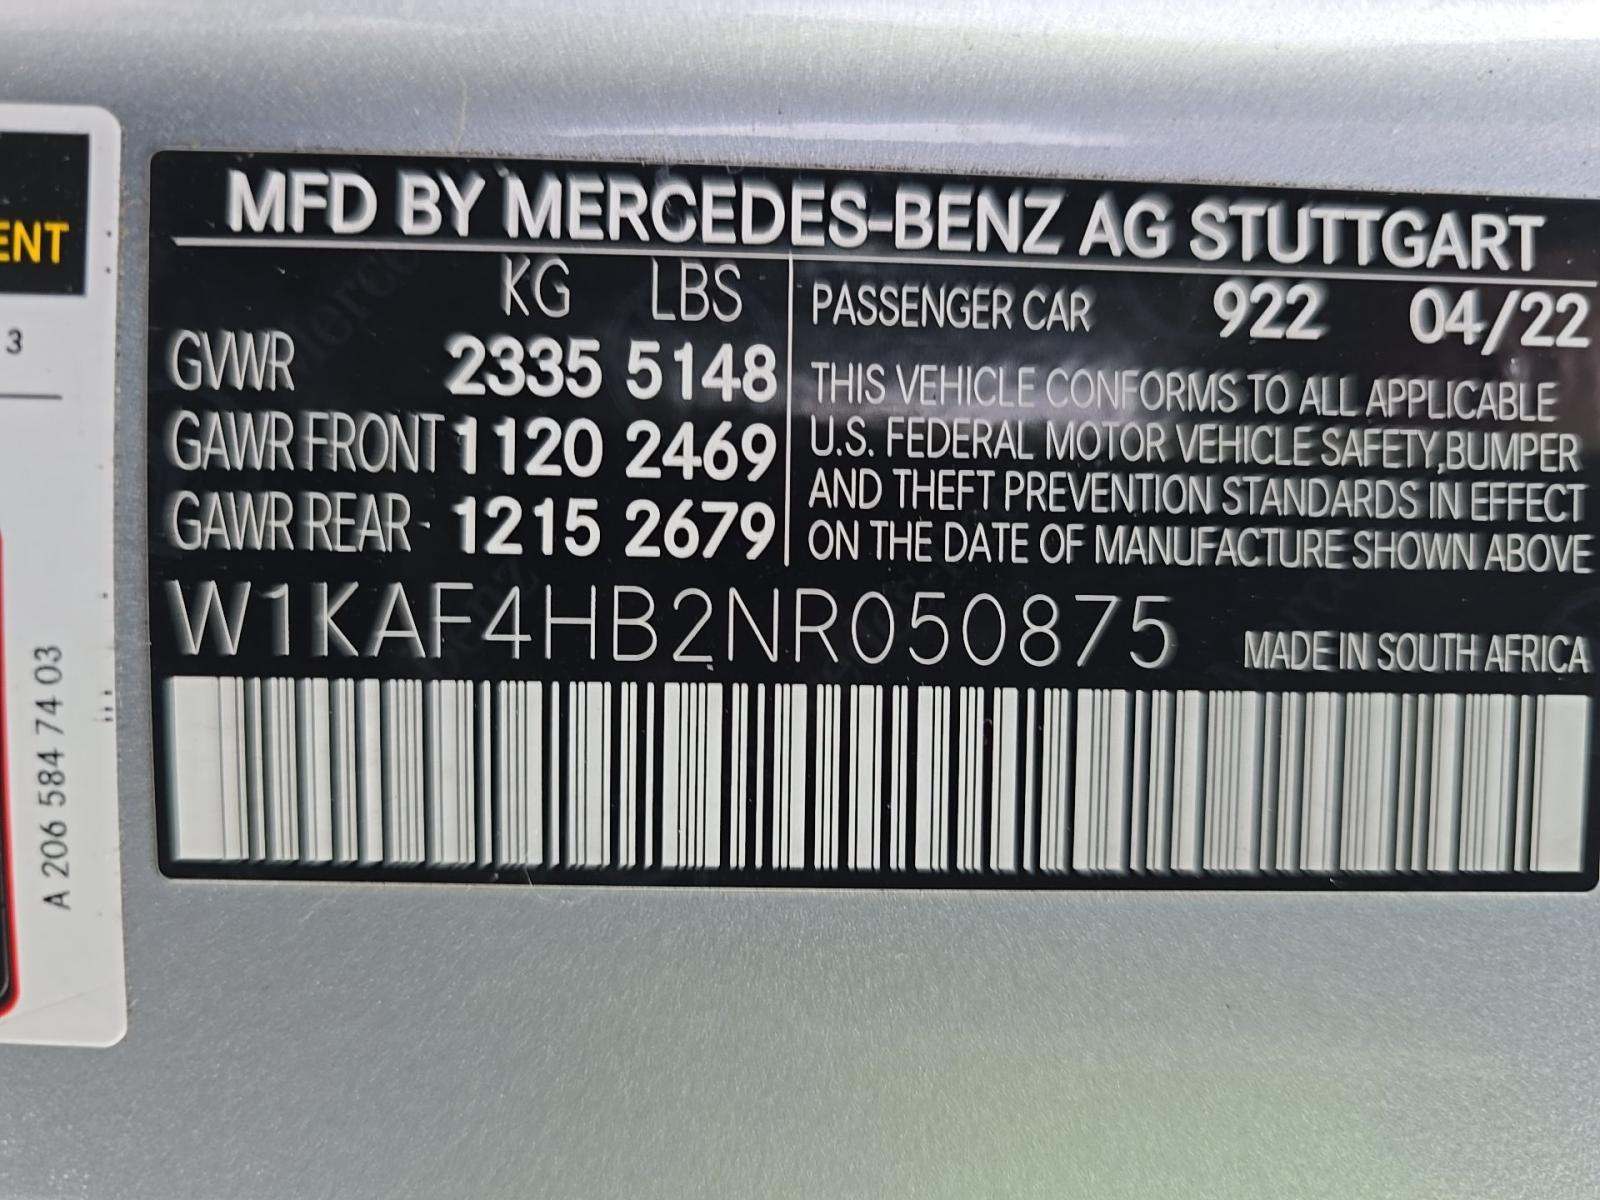 MFD BY MERCEDES-BENZ AG STUTTGART
KG LBS
GVWR 2335 5148
GAWR FRONT 1120 2469
GAWR REAR 1215 2679
PASSENGER CAR 922 04/22
THIS VEHICLE CONFORMS TO ALL APPLICABLE
U.S. FEDERAL MOTOR VEHICLE SAFETY,BUMPER
AND THEFT PREVENTION STANDARDS IN EFFECT
ON THE DATE OF MANUFACTURE SHOWN ABOVE
W1KAF4HB2NR050875
MADE IN SOUTH AFRICA
ENT
3
A 206 584 74 03